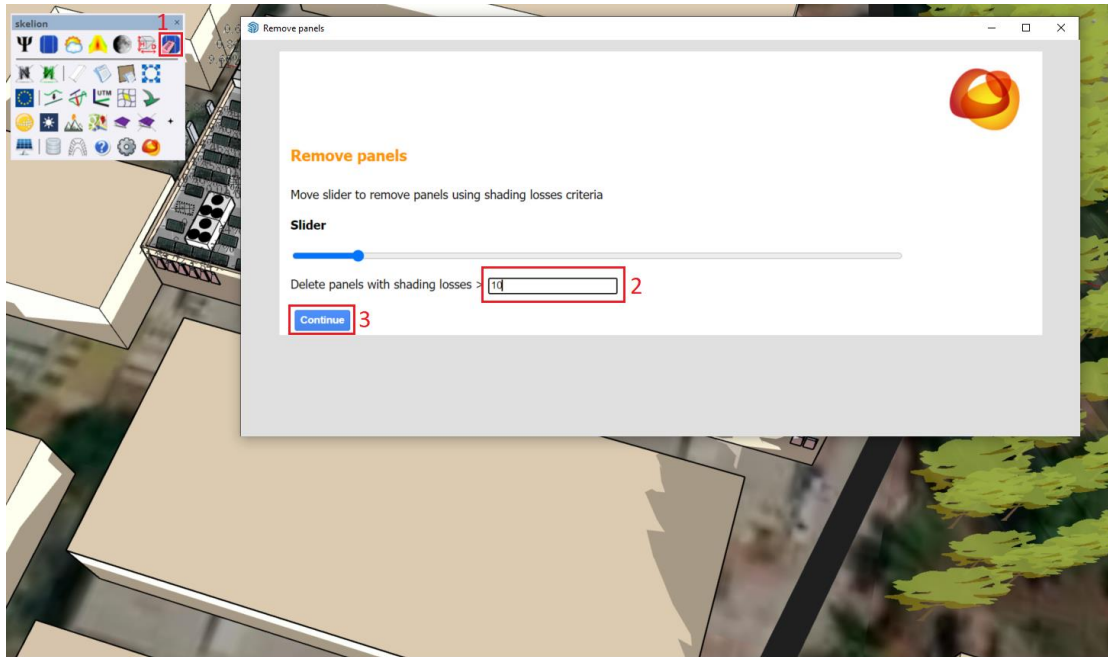 skelion
1
×
UTM
?
Remove panels
Remove panels
Move slider to remove panels using shading losses criteria
Slider
Delete panels with shading losses > 10
2
Continue
3